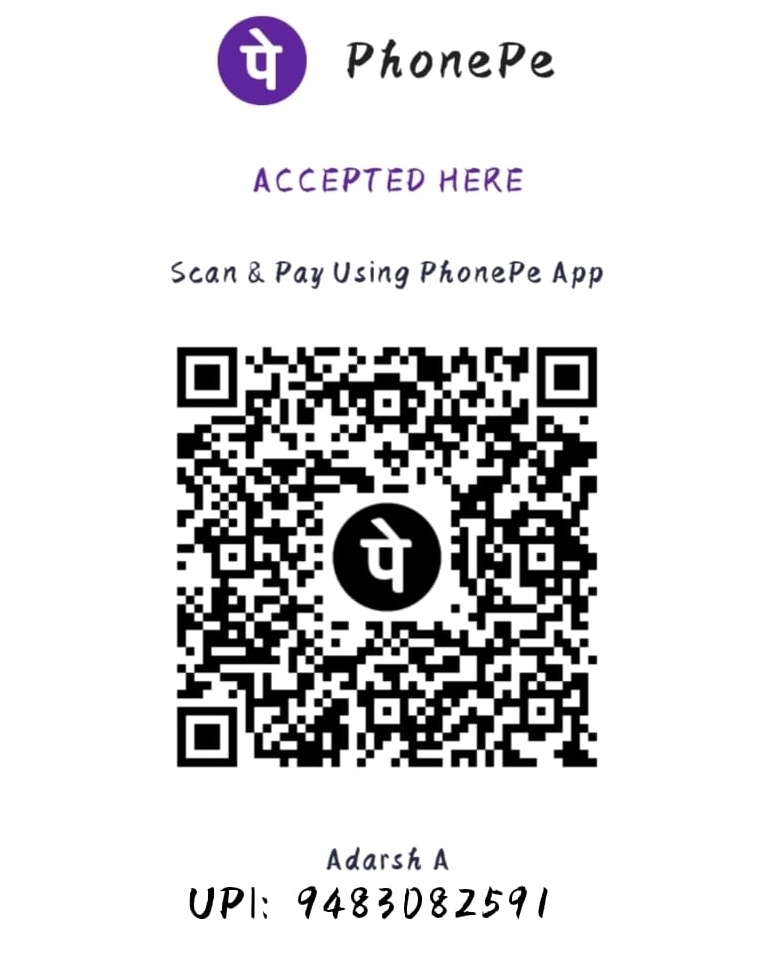 पे PhonePe
ACCEPTED HERE
Scan & Pay Using PhonePe App
पे
Adarsh A
UPI: 9483082591